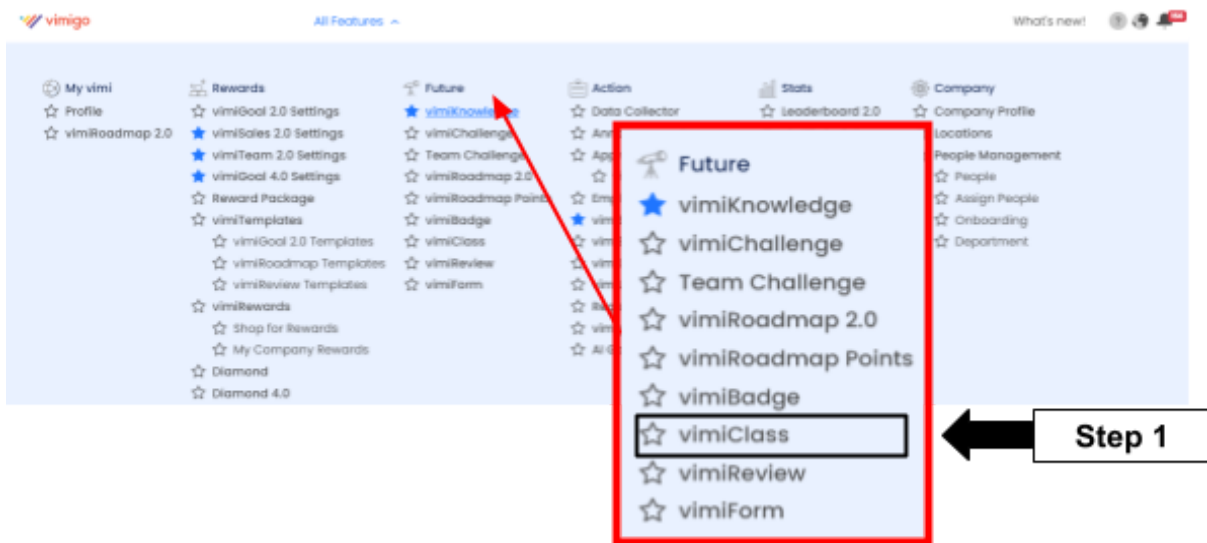 vimigo
All Features
What's new!
My vimi
Profile
vimiRoadmap 2.0
Rewards
vimiGoal 2.0 Settings
vimiSales 2.0 Settings
vimiTeam 2.0 Settings
vimiGoal 4.0 Settings
Reward Package
vimiTemplates
vimiGoal 2.0 Templates
vimiRoadmap Templates
vimiReview Templates
vimiRewards
Shop for Rewards
My Company Rewards
Diamond
Diamond 4.0
Future
vimiKnowledge
vimiChallenge
Team Challenge
vimiRoadmap 2.0
vimiRoadmap Points
vimiBadge
vimiClass
vimiReview
vimiForm
Action
Data Collector
Stats
Leaderboard 2.0
Company
Company Profile
Locations
People Management
People
Assign People
Onboarding
Department
Future
vimiKnowledge
vimiChallenge
Team Challenge
vimiRoadmap 2.0
vimiRoadmap Points
vimiBadge
vimiClass
vimiReview
vimiForm
Step 1